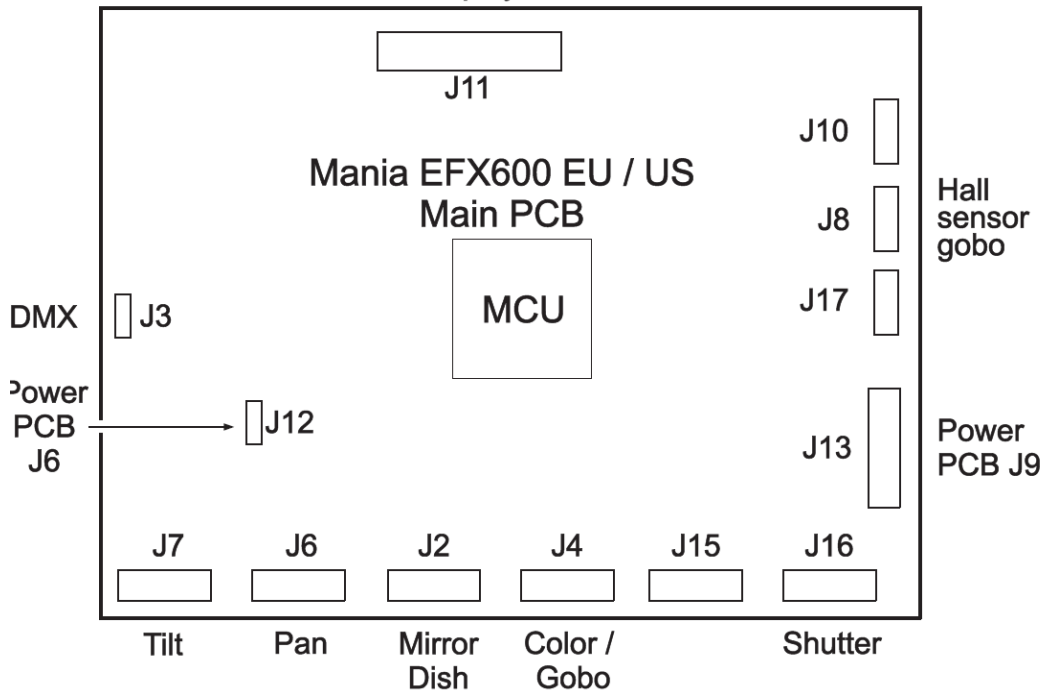 J11
J10
Mania EFX600 EU / US
Main PCB
Hall
sensor
gobo
J8
MCU
J17
DMX
J3
Power
PCB
J6
J12
J13
Power
PCB J9
J7
J6
J2
J4
J15
J16
Tilt
Pan
Mirror
Dish
Color /
Gobo
Shutter